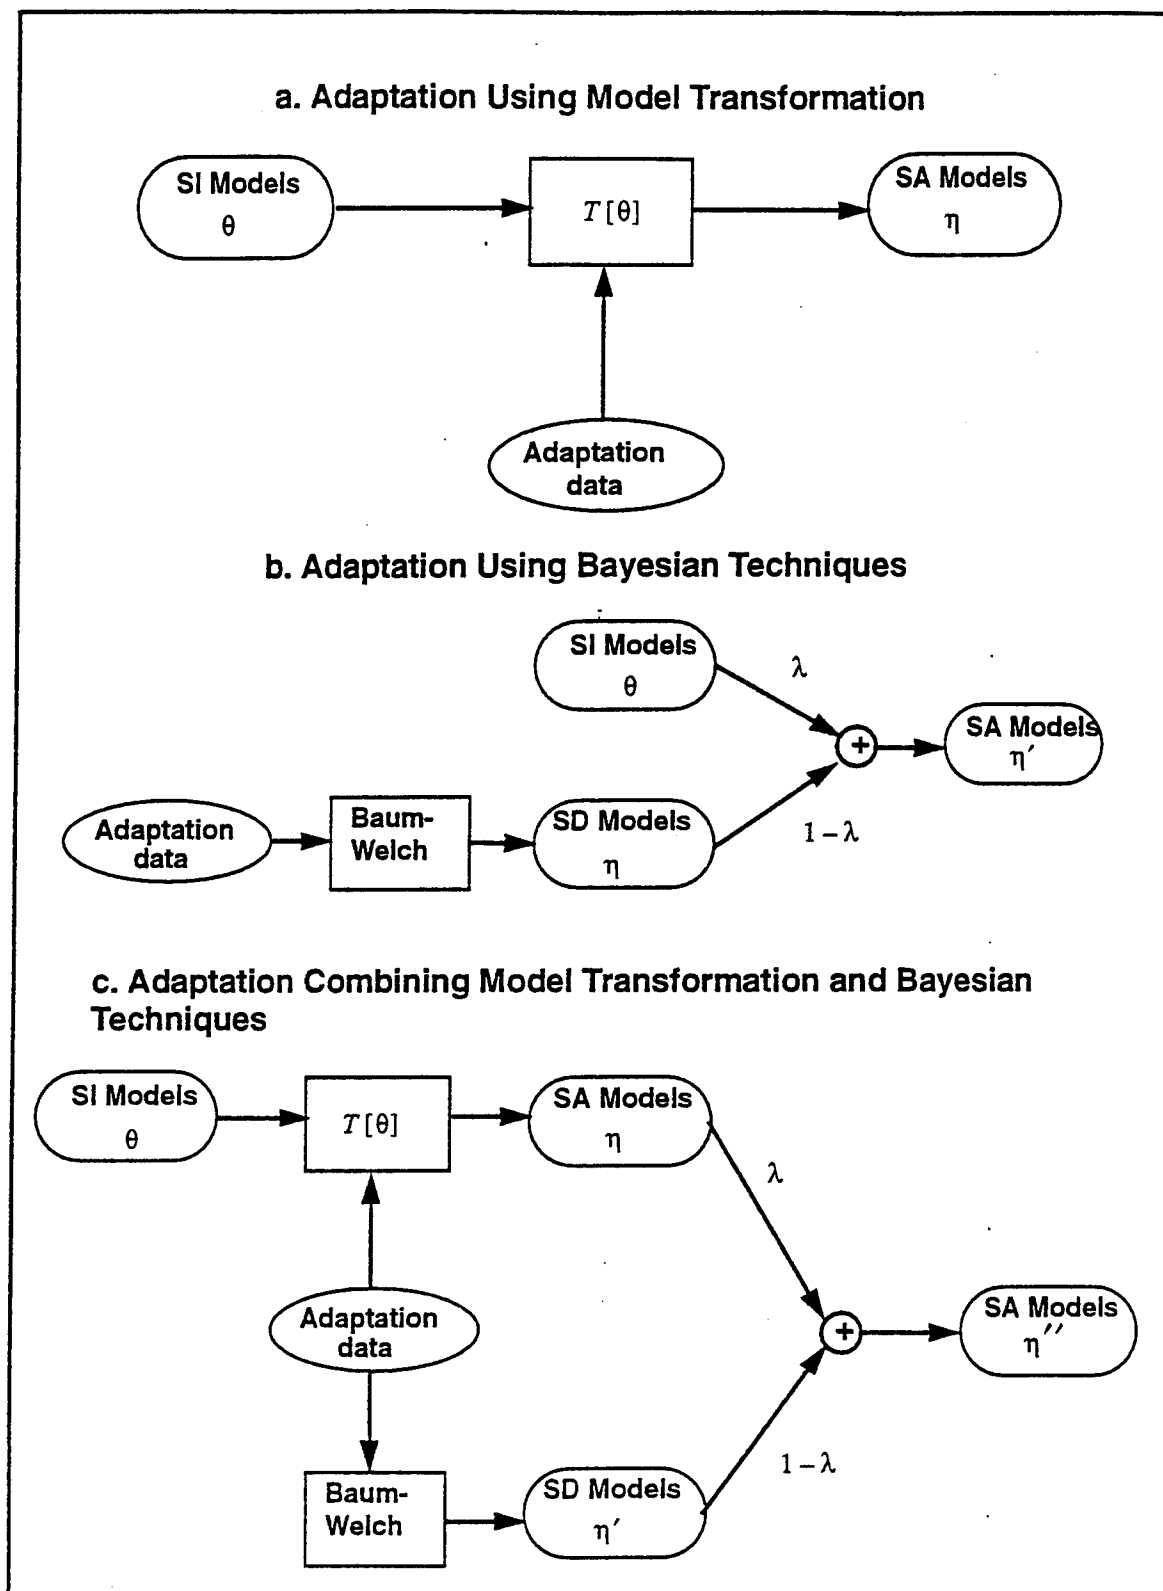 a. Adaptation Using Model Transformation
SI Models
θ
T[θ]
SA Models
η
Adaptation
data
b. Adaptation Using Bayesian Techniques
SI Models
θ
λ
SA Models
η′
Adaptation
data
Baum-
Welch
SD Models
η
1−λ
+
c. Adaptation Combining Model Transformation and Bayesian
Techniques
SI Models
θ
T[θ]
SA Models
η
λ
Adaptation
data
+
SA Models
η′′
Baum-
Welch
SD Models
η′
1−λ